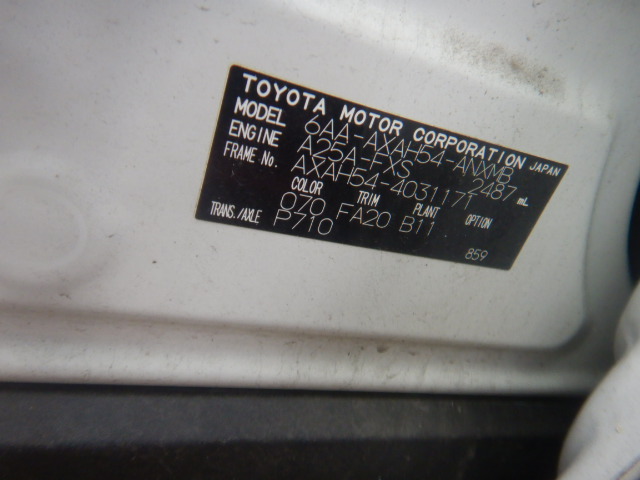 TOYOTA MOTOR CORPORATION JAPAN
MODEL 6AA-AXAH54-ANXMB
ENGINE A25A-FXS 2487 mL
FRAME No. AXAH54-4031171
COLOR TRIM PLANT OPTION
070 FA20 B11
TRANS./AXLE P710
859